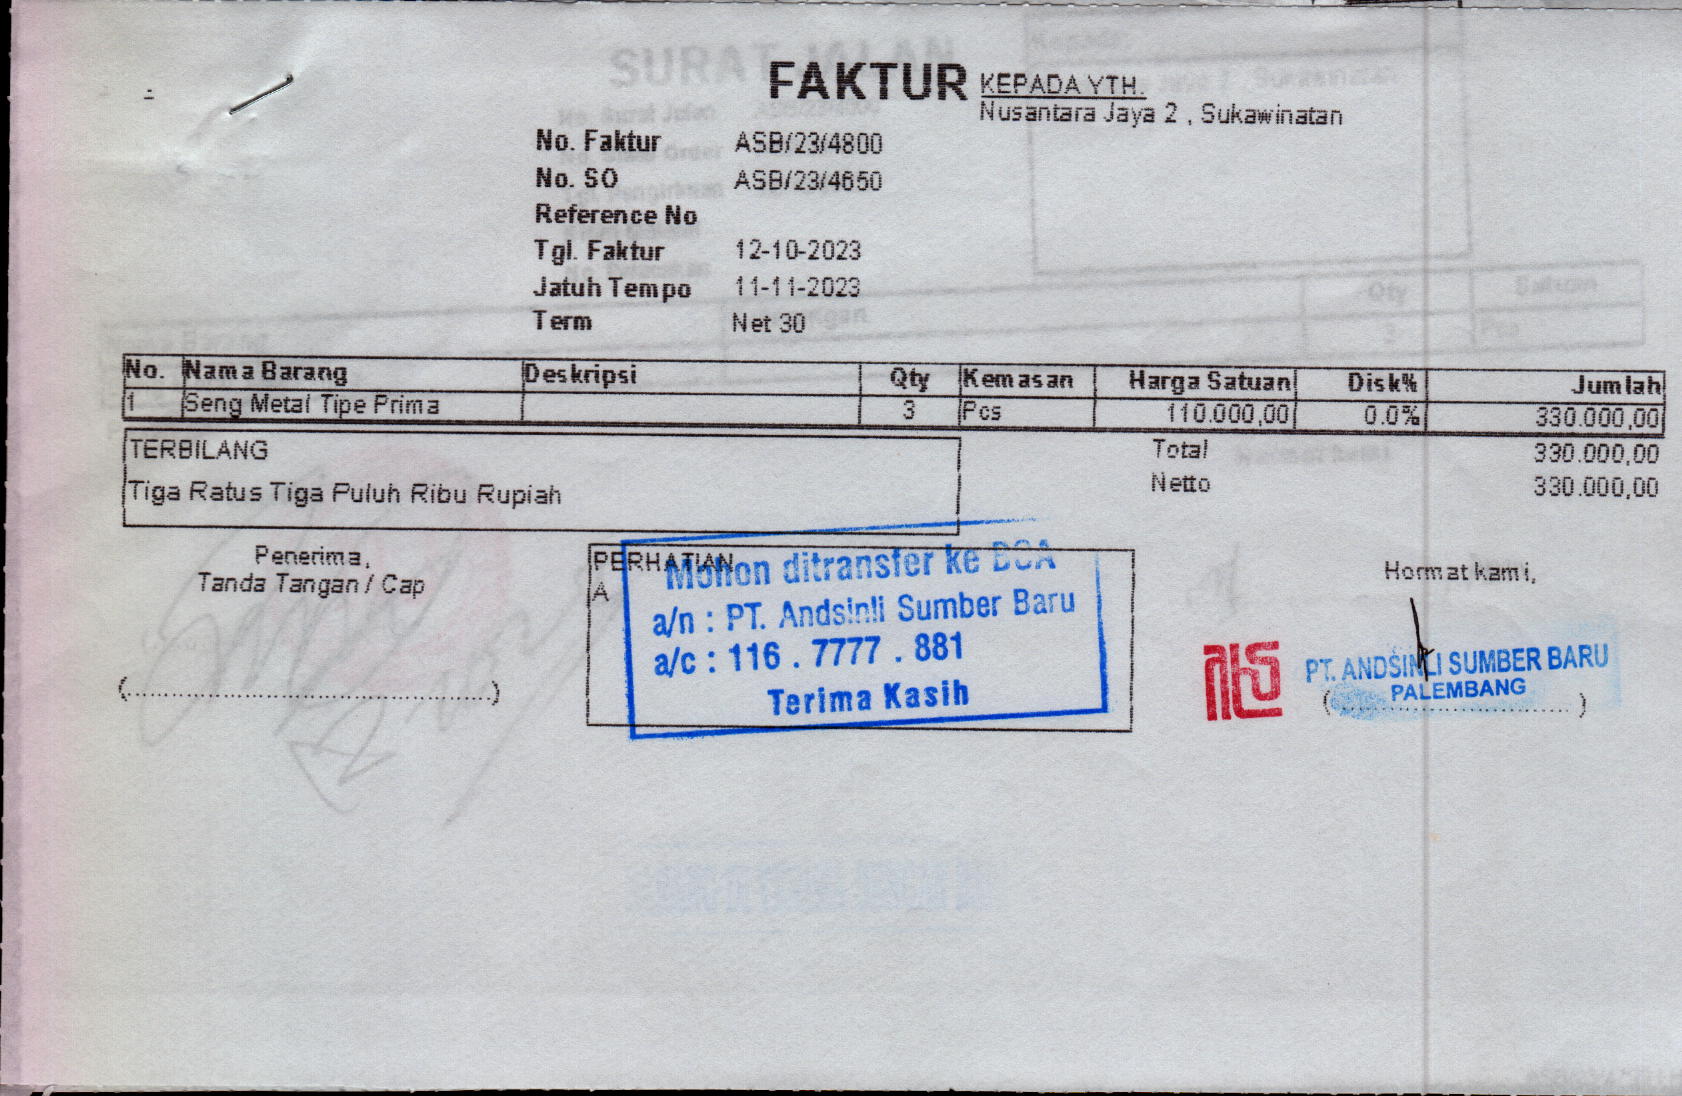 FAKTUR
KEPADA YTH.
Nusantara Jaya 2 , Sukawinatan
No. Faktur ASB/23/4800
No. SO ASB/23/4650
Reference No
Tgl. Faktur 12-10-2023
Jatuh Tempo 11-11-2023
Term Net 30
No. Nama Barang Deskripsi Qty Kemasan Harga Satuan Disk% Jumlah
1 Seng Metal Tipe Prima 3 Pcs 110.000,00 0.0% 330.000,00
TERBILANG
Tiga Ratus Tiga Puluh Ribu Rupiah
Total 330.000,00
Netto 330.000,00
Penerima,
Tanda Tangan / Cap
(......................................................)
PERHATIAN
A
Mohon ditransfer ke BCA
a/n : PT. Andsinli Sumber Baru
a/c : 116 . 7777 . 881
Terima Kasih
Hormat kami,
PT. ANDSINLI SUMBER BARU
PALEMBANG
(......................................)
SURAT JALAN
Kepada,
Qty